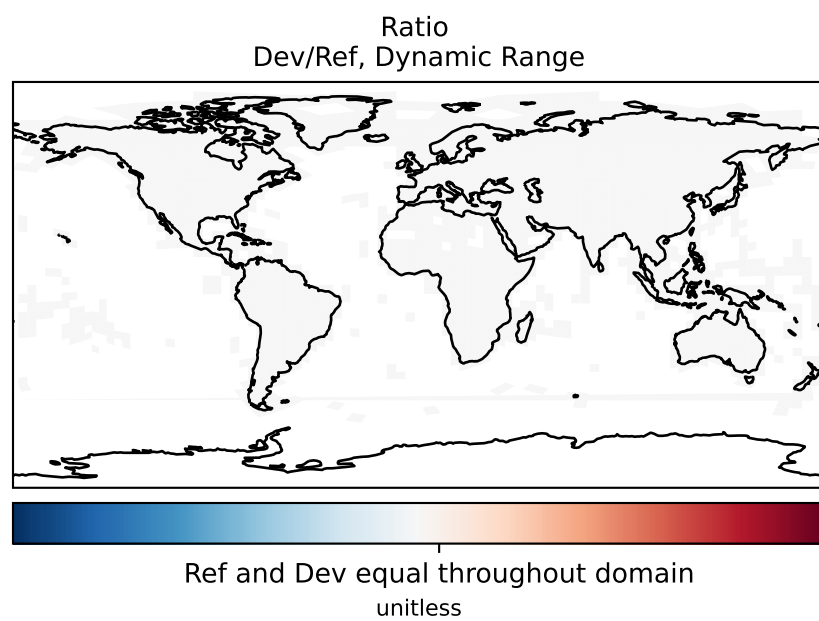 Ratio
Dev/Ref, Dynamic Range
Ref and Dev equal throughout domain
unitless